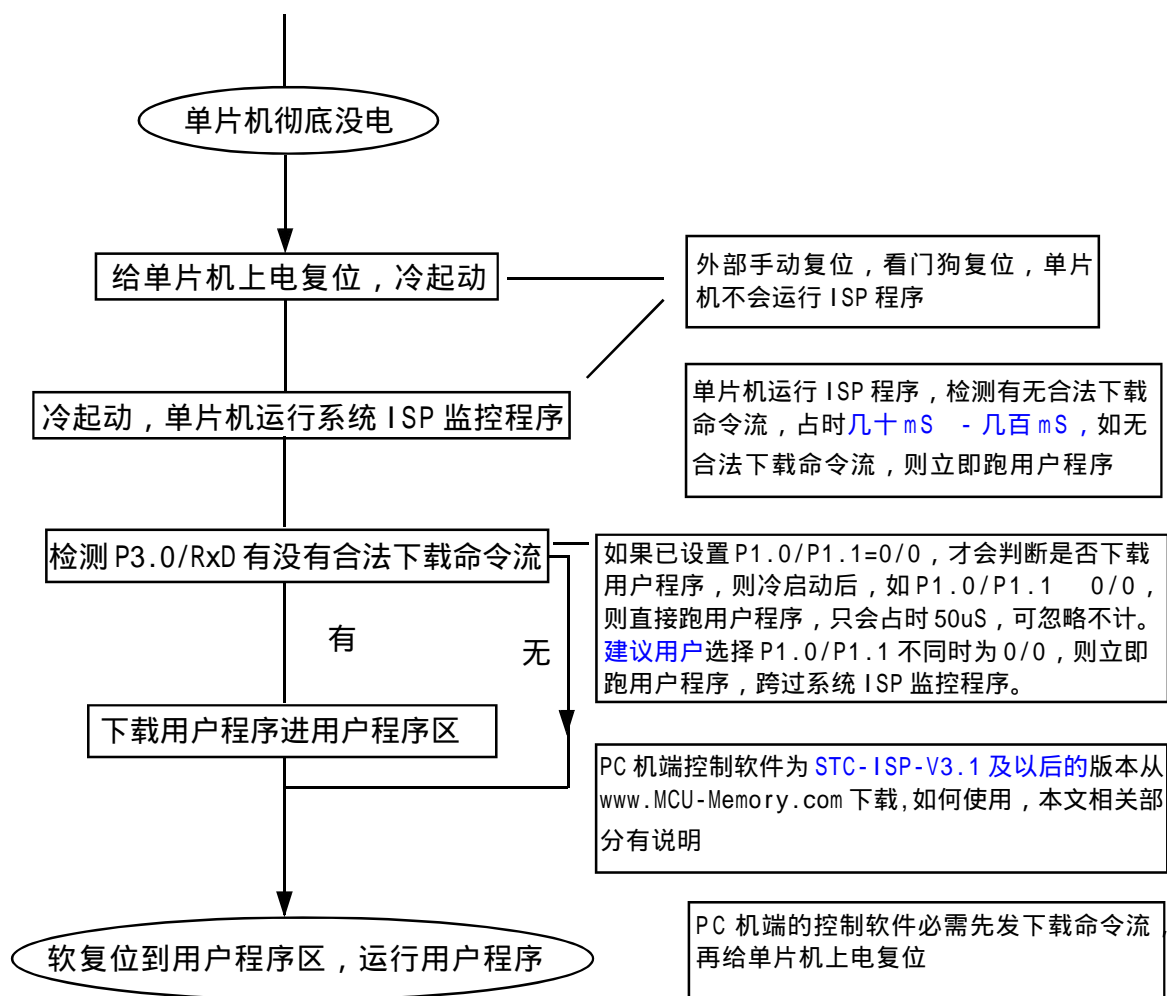 单片机彻底没电
给单片机上电复位，冷起动
外部手动复位，看门狗复位，单片
机不会运行 ISP 程序
冷起动，单片机运行系统 ISP 监控程序
单片机运行 ISP 程序，检测有无合法下载
命令流，占时几十mS - 几百mS，如无
合法下载命令流，则立即跑用户程序
检测 P3.0/RxD 有没有合法下载命令流
如果已设置P1.0/P1.1=0/0，才会判断是否下载
用户程序，则冷启动后，如P1.0/P1.1 0/0，
则直接跑用户程序，只会占时50uS，可忽略不计。
建议用户选择P1.0/P1.1不同时为0/0，则立即
跑用户程序，跨过系统 ISP 监控程序。
有
无
下载用户程序进用户程序区
PC 机端控制软件为 STC-ISP-V3.1 及以后的版本从
www.MCU-Memory.com 下载,如何使用，本文相关部
分有说明
软复位到用户程序区，运行用户程序
PC 机端的控制软件必需先发下载命令流，
再给单片机上电复位